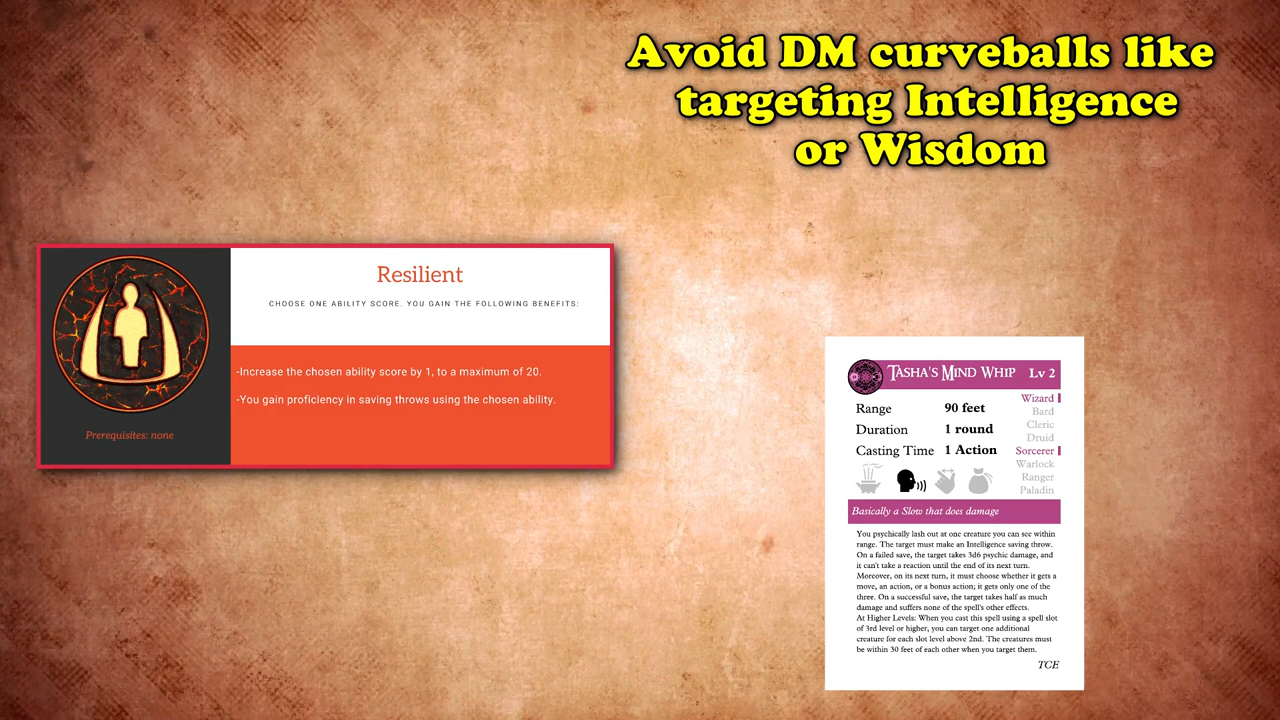 Avoid DM curveballs like
targeting Intelligence
or Wisdom
Resilient
CHOOSE ONE ABILITY SCORE. YOU GAIN THE FOLLOWING BENEFITS:
-Increase the chosen ability score by 1, to a maximum of 20.
-You gain proficiency in saving throws using the chosen ability.
Prerequisites: none
TASHA'S MIND WHIP Lv 2
Range 90 feet
Duration 1 round
Casting Time 1 Action
Wizard
Bard
Cleric
Druid
Sorcerer
Warlock
Ranger
Paladin
Basically a Slow that does damage
You psychically lash out at one creature you can see within
range. The target must make an Intelligence saving throw.
On a failed save, the target takes 3d6 psychic damage, and
it can't take a reaction until the end of its next turn.
Moreover, on its next turn, it must choose whether it gets a
move, an action, or a bonus action; it gets only one of the
three. On a successful save, the target takes half as much
damage and suffers none of the spell's other effects.
At Higher Levels: When you cast this spell using a spell slot
of 3rd level or higher, you can target one additional
creature for each slot level above 2nd. The creatures must
be within 30 feet of each other when you target them.
TCE